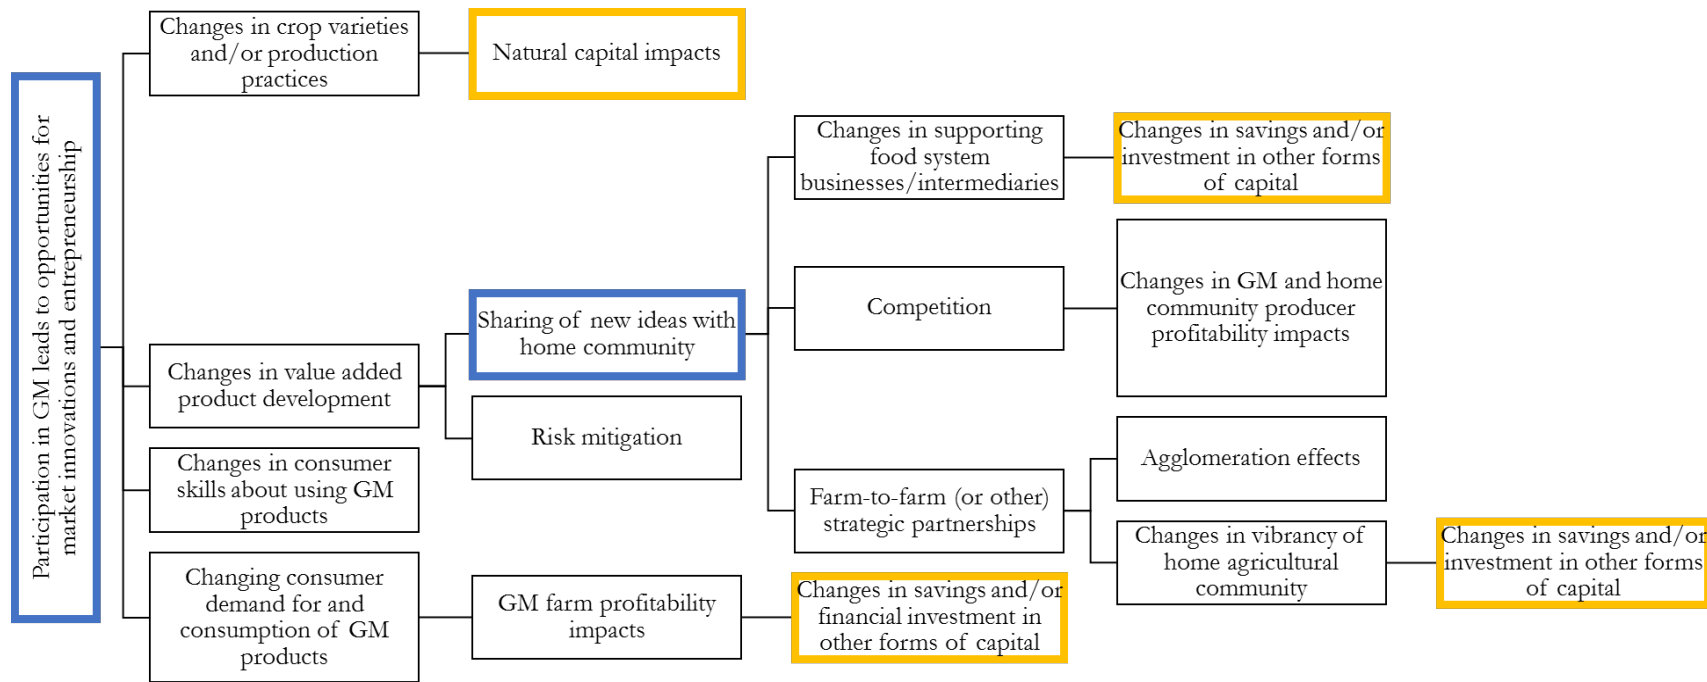 Participation in GM leads to opportunities for
market innovations and entrepreneurship
Changes in crop varieties
and/or production
practices
Natural capital impacts
Changes in value added
product development
Sharing of new ideas with
home community
Risk mitigation
Changes in supporting
food system
businesses/intermediaries
Changes in savings and/or
investment in other forms
of capital
Competition
Changes in GM and home
community producer
profitability impacts
Farm-to-farm (or other)
strategic partnerships
Agglomeration effects
Changes in vibrancy of
home agricultural
community
Changes in savings and/or
investment in other forms
of capital
Changes in consumer
skills about using GM
products
Changing consumer
demand for and
consumption of GM
products
GM farm profitability
impacts
Changes in savings and/or
financial investment in
other forms of capital